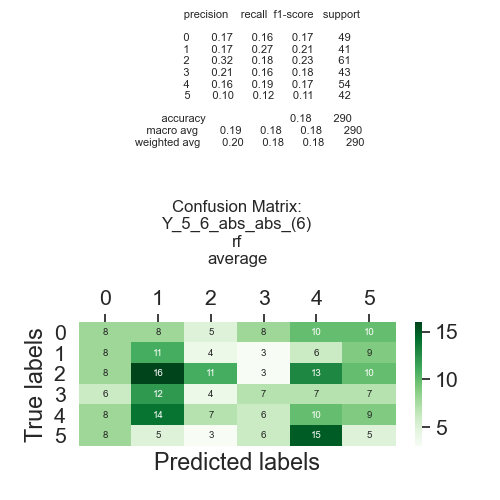 precision recall f1-score support
0 0.17 0.16 0.17 49
1 0.17 0.27 0.21 41
2 0.32 0.18 0.23 61
3 0.21 0.16 0.18 43
4 0.16 0.19 0.17 54
5 0.10 0.12 0.11 42
accuracy 0.18 290
macro avg 0.19 0.18 0.18 290
weighted avg 0.20 0.18 0.18 290
Confusion Matrix:
Y_5_6_abs_abs_(6)
rf
average
0 1 2 3 4 5
0 8 8 5 8 10 10
1 8 11 4 3 6 9
2 8 16 11 3 13 10
3 6 12 4 7 7 7
4 8 14 7 6 10 9
5 8 5 3 6 15 5
True labels
Predicted labels
15
10
5